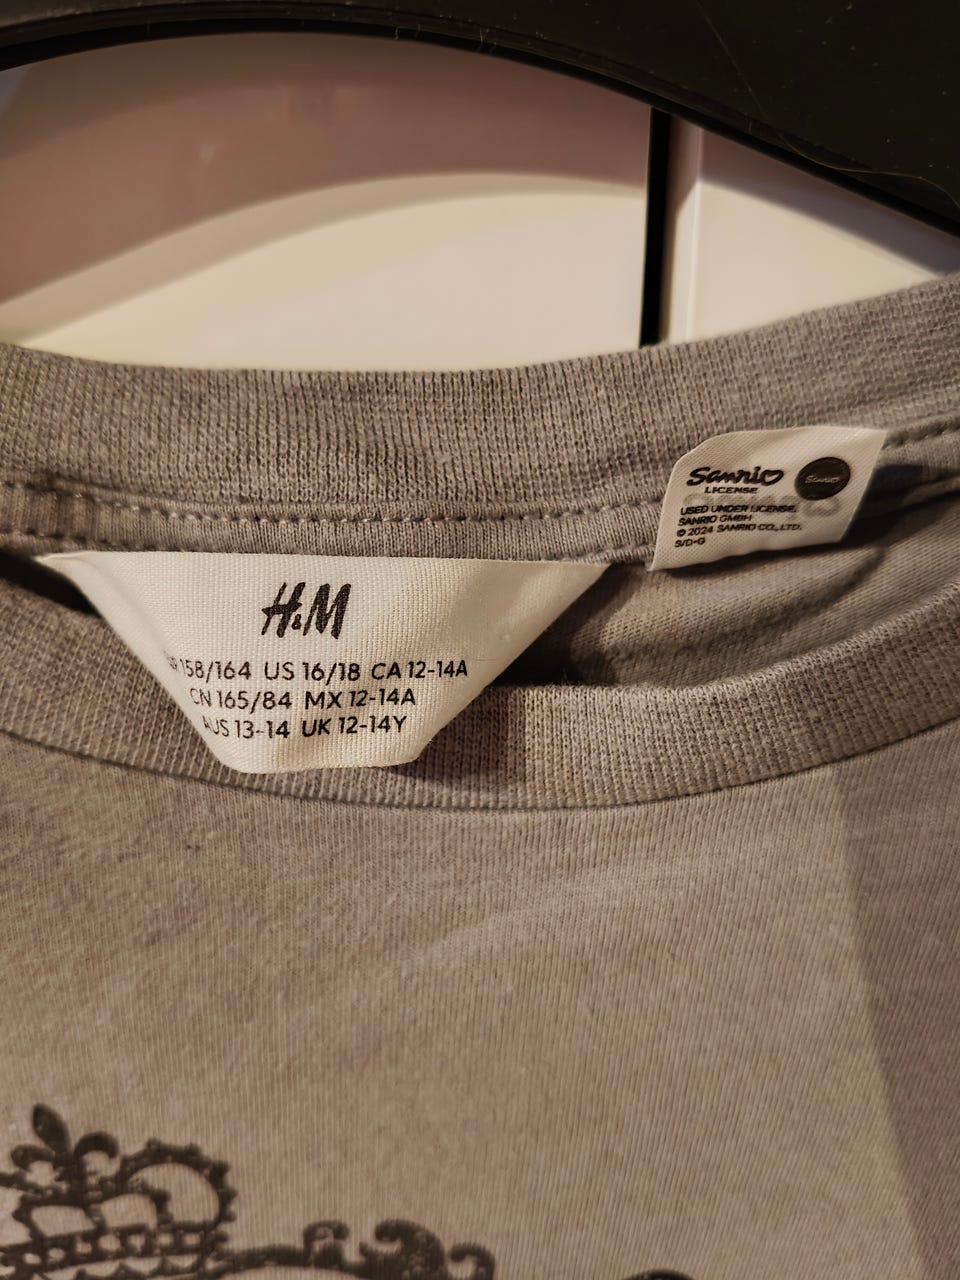 Sanrio
LICENSE
Sanrio
USED UNDER LICENSE.
SANRIO GMBH
© 2024 SANRIO CO., LTD.
S/D-G
H&M
158/164 US 16/18 CA 12-14A
CN 165/84 MX 12-14A
AUS 13-14 UK 12-14Y